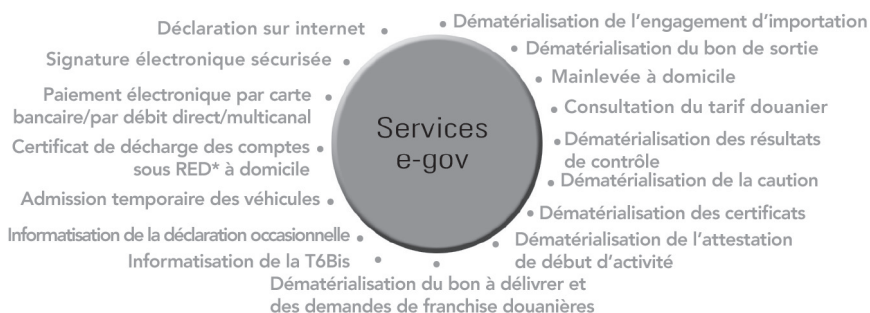 Déclaration sur internet
Signature électronique sécurisée
Paiement électronique par carte
bancaire/par débit direct/multicanal
Certificat de décharge des comptes
sous RED* à domicile
Admission temporaire des véhicules
Informatisation de la déclaration occasionnelle
Informatisation de la T6Bis
Services
e-gov
Dématérialisation de l'engagement d'importation
Dématérialisation du bon de sortie
Mainlevée à domicile
Consultation du tarif douanier
Dématérialisation des résultats
de contrôle
Dématérialisation de la caution
Dématérialisation des certificats
Dématérialisation de l'attestation
de début d'activité
Dématérialisation du bon à délivrer et
des demandes de franchise douanières